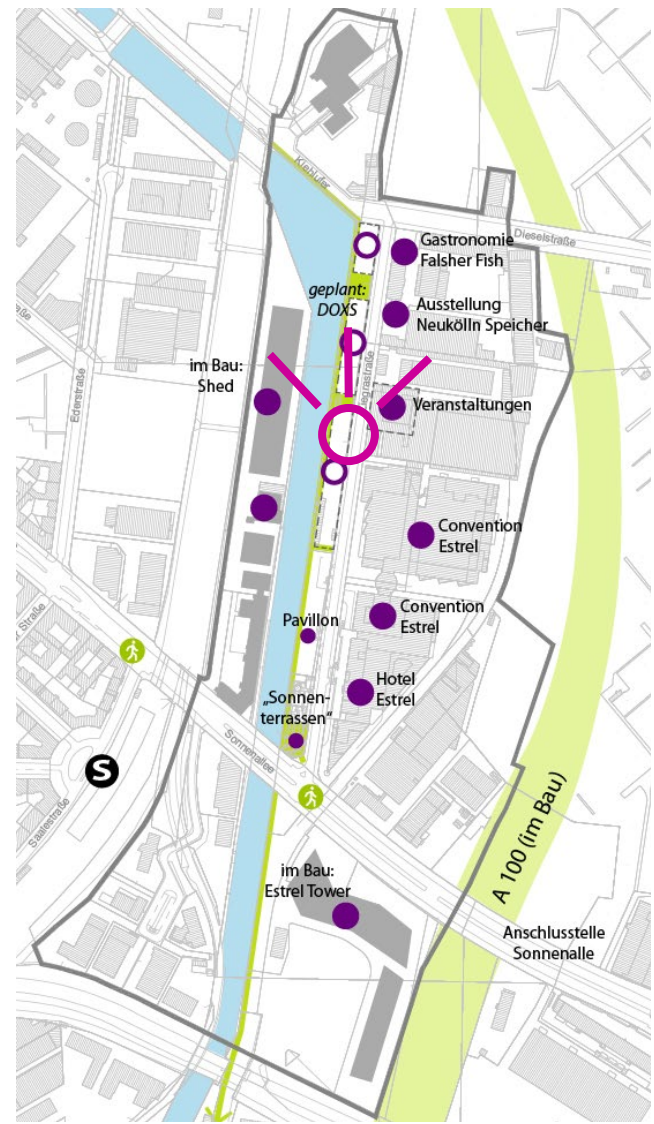 Kiehlufer
Dieselstraße
Gastronomie
Falsher Fish
geplant:
DOXS
Ausstellung
Neukölln Speicher
im Bau:
Shed
Ederstraße
Veranstaltungen
Convention
Estrel
Pavillon
Convention
Estrel
Hotel
Estrel
„Sonnen-
terrassen“
Sonnenallee
S
Saalestraße
im Bau:
Estrel Tower
A 100 (im Bau)
Anschlusstelle
Sonnenalle